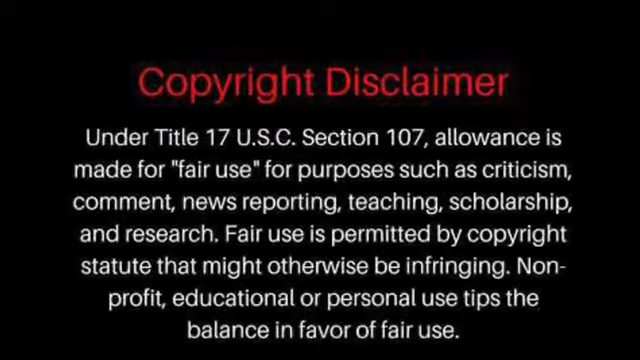 Copyright Disclaimer
Under Title 17 U.S.C. Section 107, allowance is
made for "fair use" for purposes such as criticism,
comment, news reporting, teaching, scholarship,
and research. Fair use is permitted by copyright
statute that might otherwise be infringing. Non-
profit, educational or personal use tips the
balance in favor of fair use.